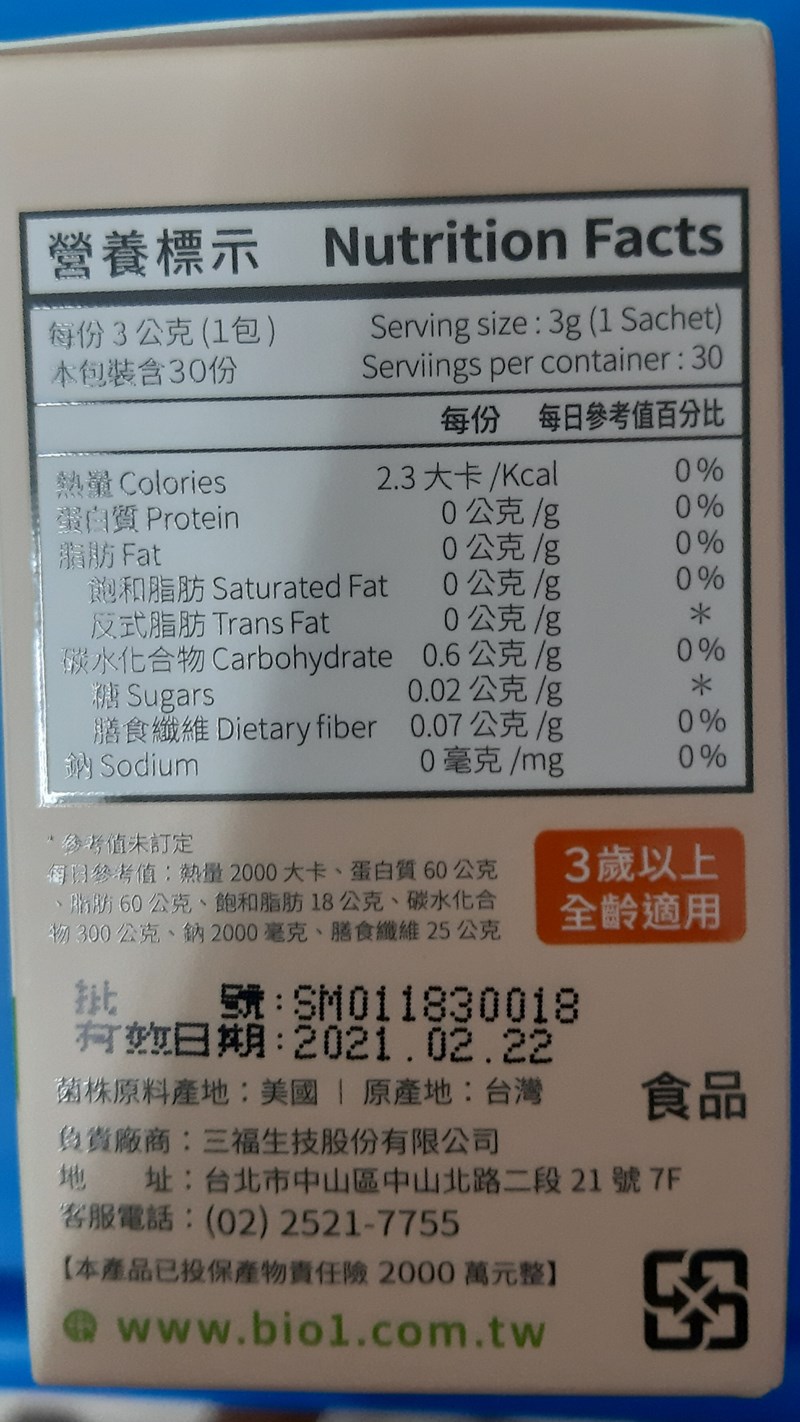 營養標示 Nutrition Facts
每份 3 公克 (1包) Serving size : 3g (1 Sachet)
本包裝含30份 Serviings per container : 30
每份 每日參考值百分比
熱量 Calories 2.3 大卡 /Kcal 0%
蛋白質 Protein 0 公克 /g 0%
脂肪 Fat 0 公克 /g 0%
飽和脂肪 Saturated Fat 0 公克 /g 0%
反式脂肪 Trans Fat 0 公克 /g *
碳水化合物 Carbohydrate 0.6 公克 /g 0%
糖 Sugars 0.02 公克 /g *
膳食纖維 Dietary fiber 0.07 公克 /g 0%
鈉 Sodium 0 毫克 /mg 0%
* 參考值未訂定
每日參考值：熱量 2000 大卡、蛋白質 60 公克
、脂肪 60 公克、飽和脂肪 18 公克、碳水化合
物 300 公克、鈉 2000 毫克、膳食纖維 25 公克
3歲以上
全齡適用
批 號:SM011830018
有效日期:2021.02.22
菌株原料產地：美國 | 原產地：台灣
食品
負責廠商：三福生技股份有限公司
地 址：台北市中山區中山北路二段 21 號 7F
客服電話：(02) 2521-7755
【本產品已投保產物責任險 2000 萬元整】
www.bio1.com.tw